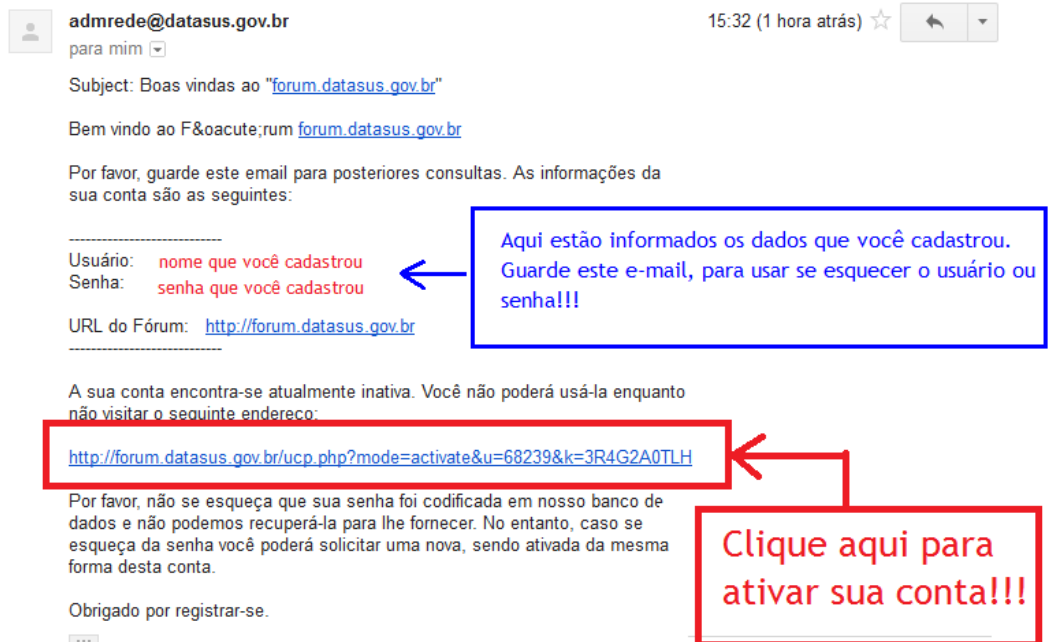 admrede@datasus.gov.br
15:32 (1 hora atrás)
para mim
Subject: Boas vindas ao "forum.datasus.gov.br"
Bem vindo ao F&oacute;rum forum.datasus.gov.br
Por favor, guarde este email para posteriores consultas. As informações da
sua conta são as seguintes:
----------------------------
Usuário: nome que você cadastrou
Senha: senha que você cadastrou
Aqui estão informados os dados que você cadastrou.
Guarde este e-mail, para usar se esquecer o usuário ou
senha!!!
URL do Fórum: http://forum.datasus.gov.br
----------------------------
A sua conta encontra-se atualmente inativa. Você não poderá usá-la enquanto
não visitar o seguinte endereço:
http://forum.datasus.gov.br/ucp.php?mode=activate&u=68239&k=3R4G2A0TLH
Por favor, não se esqueça que sua senha foi codificada em nosso banco de
dados e não podemos recuperá-la para lhe fornecer. No entanto, caso se
esqueça da senha você poderá solicitar uma nova, sendo ativada da mesma
forma desta conta.
Clique aqui para
ativar sua conta!!!
Obrigado por registrar-se.